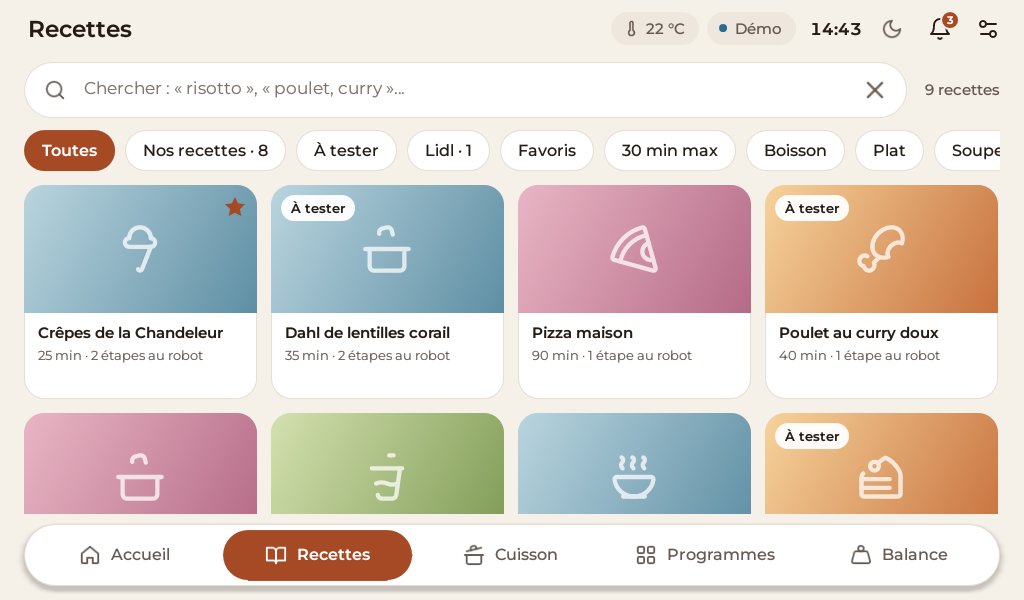 Recettes
22 °C
Démo
14:43
3
Chercher : « risotto », « poulet, curry »...
9 recettes
Toutes
Nos recettes · 8
À tester
Lidl · 1
Favoris
30 min max
Boisson
Plat
Soupe
À tester
À tester
Crêpes de la Chandeleur
25 min · 2 étapes au robot
Dahl de lentilles corail
35 min · 2 étapes au robot
Pizza maison
90 min · 1 étape au robot
Poulet au curry doux
40 min · 1 étape au robot
À tester
Accueil
Recettes
Cuisson
Programmes
Balance